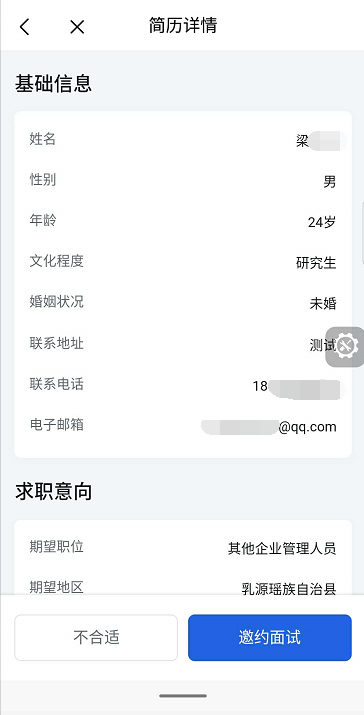 简历详情
基础信息
姓名 梁
性别 男
年龄 24岁
文化程度 研究生
婚姻状况 未婚
联系地址 测试
联系电话 18
电子邮箱 @qq.com
求职意向
期望职位 其他企业管理人员
期望地区 乳源瑶族自治县
不合适 邀约面试